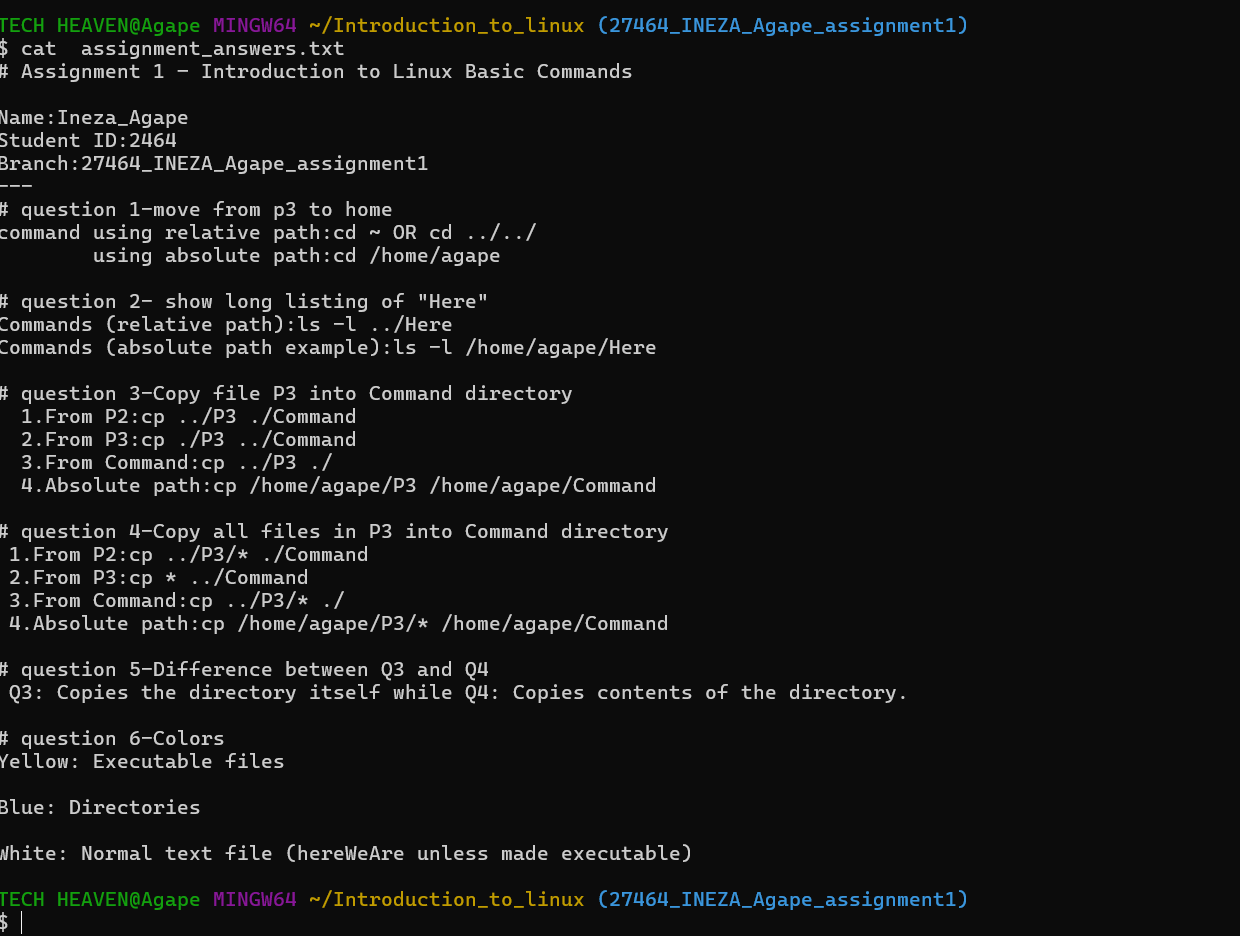 TECH HEAVEN@Agape MINGW64 ~/Introduction_to_linux (27464_INEZA_Agape_assignment1)
$ cat  assignment_answers.txt
# Assignment 1 - Introduction to Linux Basic Commands

Name:Ineza_Agape
Student ID:2464
Branch:27464_INEZA_Agape_assignment1
---
# question 1-move from p3 to home
command using relative path:cd ~ OR cd ../../
        using absolute path:cd /home/agape

# question 2- show long listing of "Here"
Commands (relative path):ls -l ../Here
Commands (absolute path example):ls -l /home/agape/Here

# question 3-Copy file P3 into Command directory
  1.From P2:cp ../P3 ./Command
  2.From P3:cp ./P3 ../Command
  3.From Command:cp ../P3 ./
  4.Absolute path:cp /home/agape/P3 /home/agape/Command

# question 4-Copy all files in P3 into Command directory
 1.From P2:cp ../P3/* ./Command
 2.From P3:cp * ../Command
 3.From Command:cp ../P3/* ./
 4.Absolute path:cp /home/agape/P3/* /home/agape/Command

# question 5-Difference between Q3 and Q4
 Q3: Copies the directory itself while Q4: Copies contents of the directory.

# question 6-Colors
Yellow: Executable files

Blue: Directories

White: Normal text file (hereWeAre unless made executable)

TECH HEAVEN@Agape MINGW64 ~/Introduction_to_linux (27464_INEZA_Agape_assignment1)
$